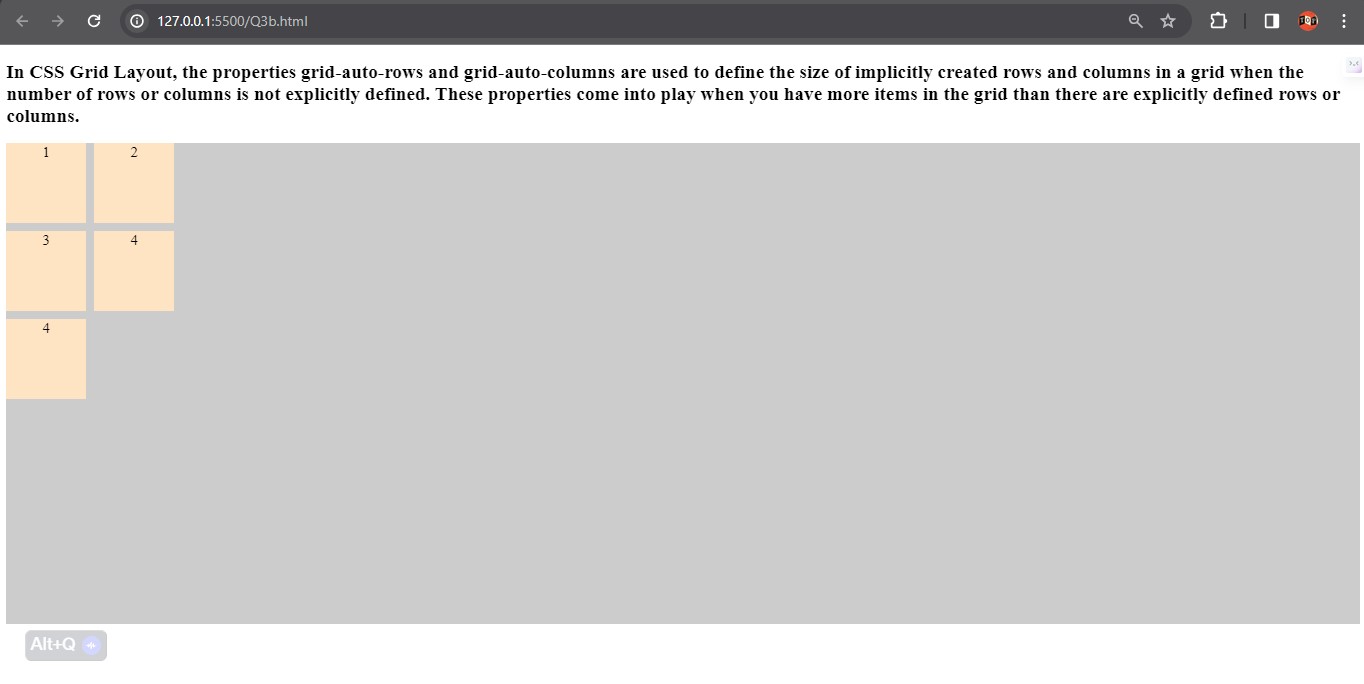 127.0.0.1:5500/Q3b.html
In CSS Grid Layout, the properties grid-auto-rows and grid-auto-columns are used to define the size of implicitly created rows and columns in a grid when the
number of rows or columns is not explicitly defined. These properties come into play when you have more items in the grid than there are explicitly defined rows or
columns.
1 2
3 4
4
Alt+Q